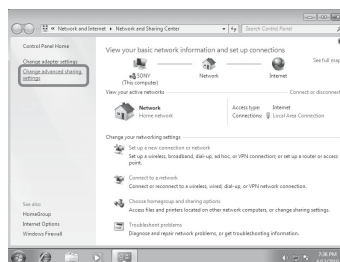 Network and Internet
Network and Sharing Center
Search Control Panel
Control Panel Home
Change adapter settings
Change advanced sharing
settings
View your basic network information and set up connections
See full map
SONY
(This computer)
Network
Internet
View your active networks
Connect or disconnect
Network
Home network
Access type: Internet
Connections: Local Area Connection
Change your networking settings
Set up a new connection or network
Set up a wireless, broadband, dial-up, ad hoc, or VPN connection; or set up a router or access
point.
Connect to a network
Connect or reconnect to a wireless, wired, dial-up, or VPN network connection.
Choose homegroup and sharing options
Access files and printers located on other network computers, or change sharing settings.
Troubleshoot problems
Diagnose and repair network problems, or get troubleshooting information.
See also
HomeGroup
Internet Options
Windows Firewall
7:36 PM